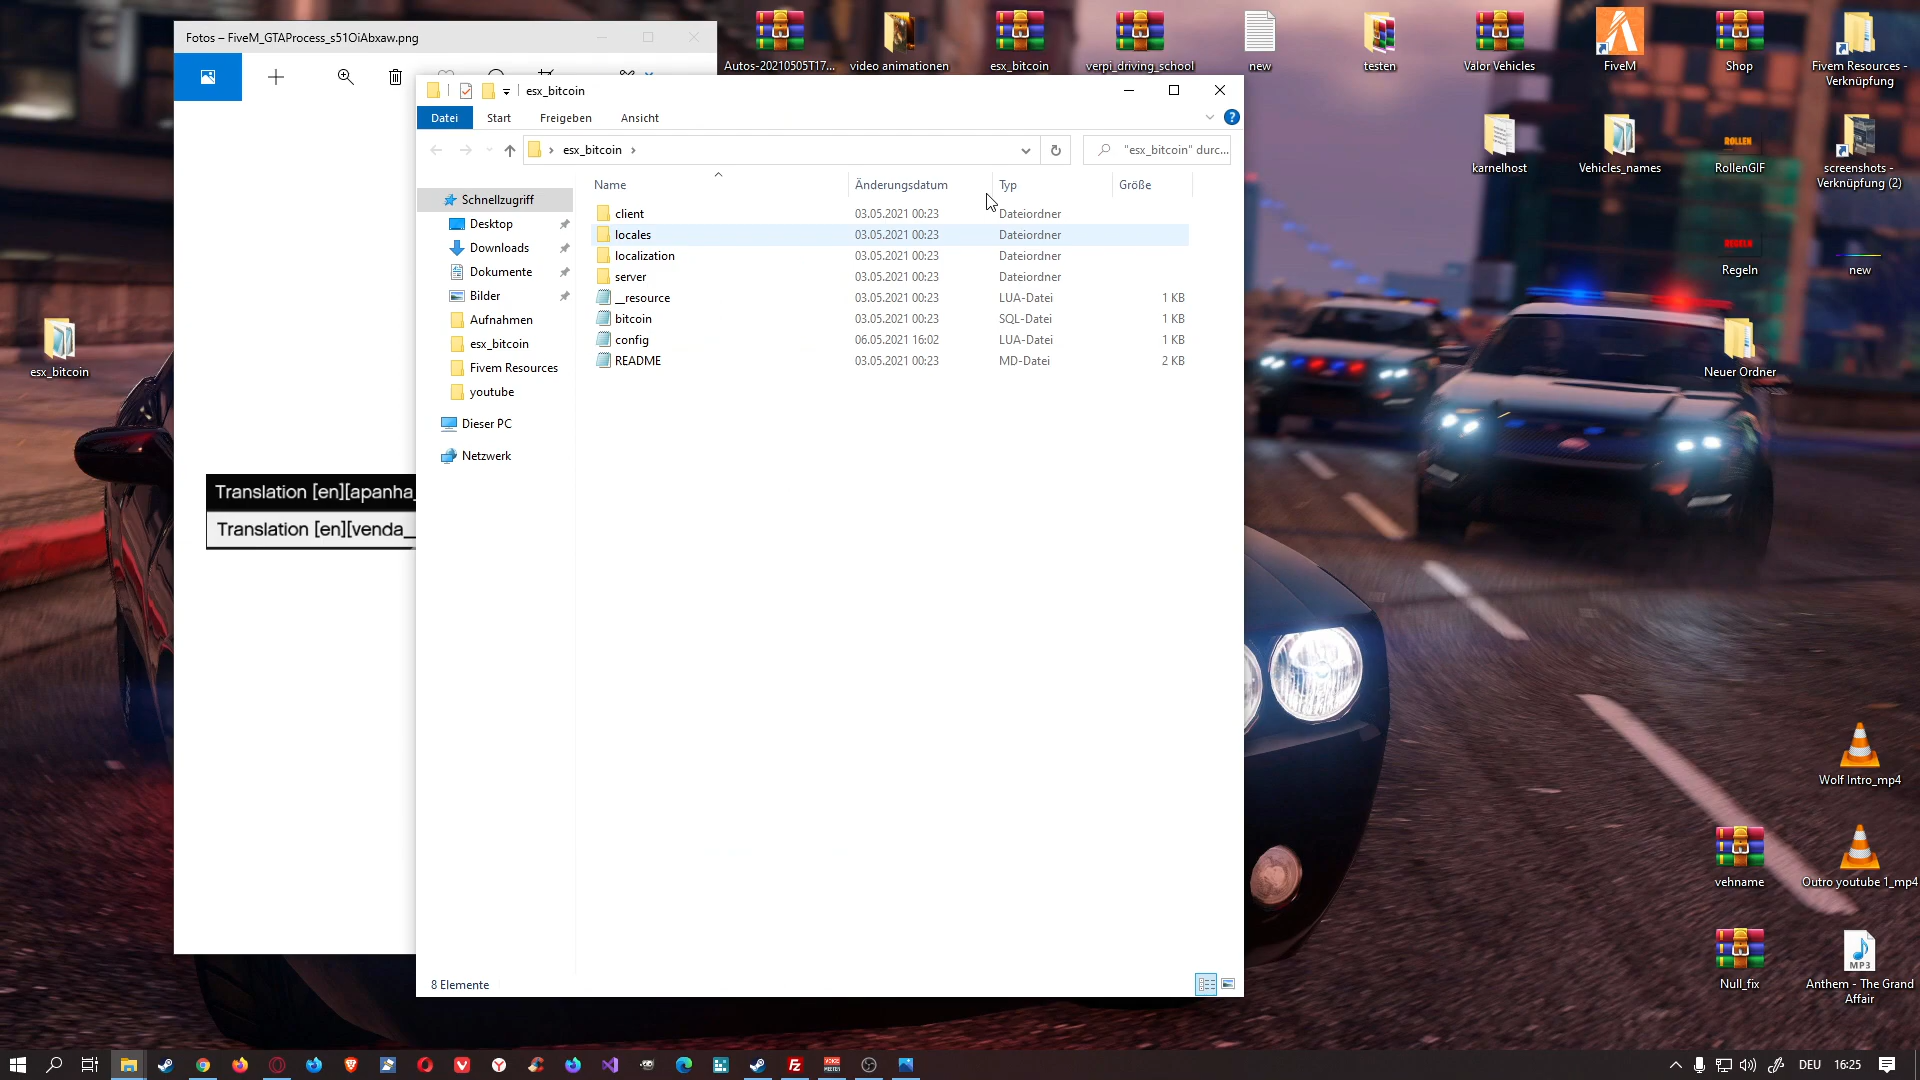 Fotos – FiveM_GTAProcess_s51OiAbxaw.png
Autos-20210505T17...
video animationen
esx_bitcoin
verpi_driving_school
new
testen
Valor Vehicles
FiveM
Shop
Fivem Resources -
Verknüpfung
esx_bitcoin
Datei
Start
Freigeben
Ansicht
esx_bitcoin
"esx_bitcoin" durc...
karnelhost
Vehicles_names
ROLLEN
RollenGIF
screenshots -
Verknüpfung (2)
Name
Änderungsdatum
Typ
Größe
Schnellzugriff
Desktop
Downloads
Dokumente
Bilder
Aufnahmen
esx_bitcoin
Fivem Resources
youtube
Dieser PC
Netzwerk
client 03.05.2021 00:23 Dateiordner
locales 03.05.2021 00:23 Dateiordner
localization 03.05.2021 00:23 Dateiordner
server 03.05.2021 00:23 Dateiordner
__resource 03.05.2021 00:23 LUA-Datei 1 KB
bitcoin 03.05.2021 00:23 SQL-Datei 1 KB
config 06.05.2021 16:02 LUA-Datei 1 KB
README 03.05.2021 00:23 MD-Datei 2 KB
REGELN
Regeln
new
esx_bitcoin
Neuer Ordner
Translation [en][apanha_
Translation [en][venda__
Wolf Intro_mp4
vehname
Outro youtube 1_mp4
Null_fix
MP3
Anthem - The Grand
Affair
8 Elemente
DEU
16:25